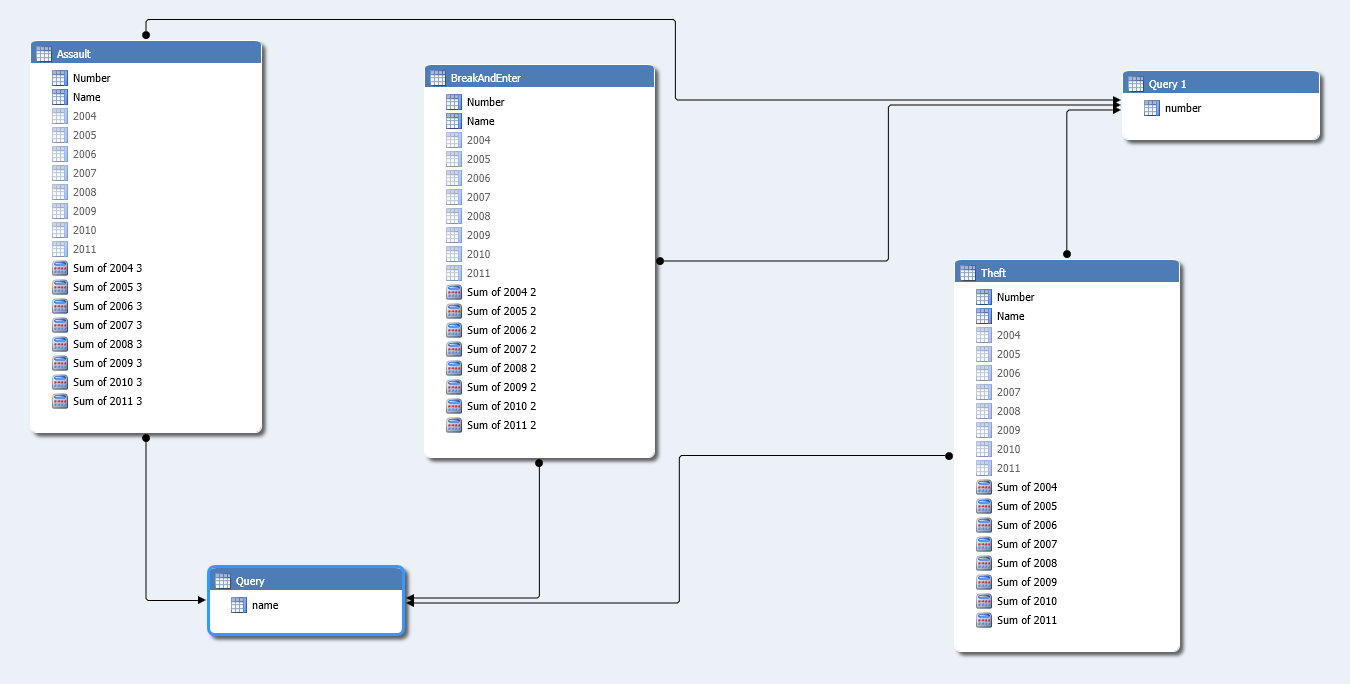 Assault
Number
Name
2004
2005
2006
2007
2008
2009
2010
2011
Sum of 2004 3
Sum of 2005 3
Sum of 2006 3
Sum of 2007 3
Sum of 2008 3
Sum of 2009 3
Sum of 2010 3
Sum of 2011 3
BreakAndEnter
Number
Name
2004
2005
2006
2007
2008
2009
2010
2011
Sum of 2004 2
Sum of 2005 2
Sum of 2006 2
Sum of 2007 2
Sum of 2008 2
Sum of 2009 2
Sum of 2010 2
Sum of 2011 2
Query 1
number
Theft
Number
Name
2004
2005
2006
2007
2008
2009
2010
2011
Sum of 2004
Sum of 2005
Sum of 2006
Sum of 2007
Sum of 2008
Sum of 2009
Sum of 2010
Sum of 2011
Query
name